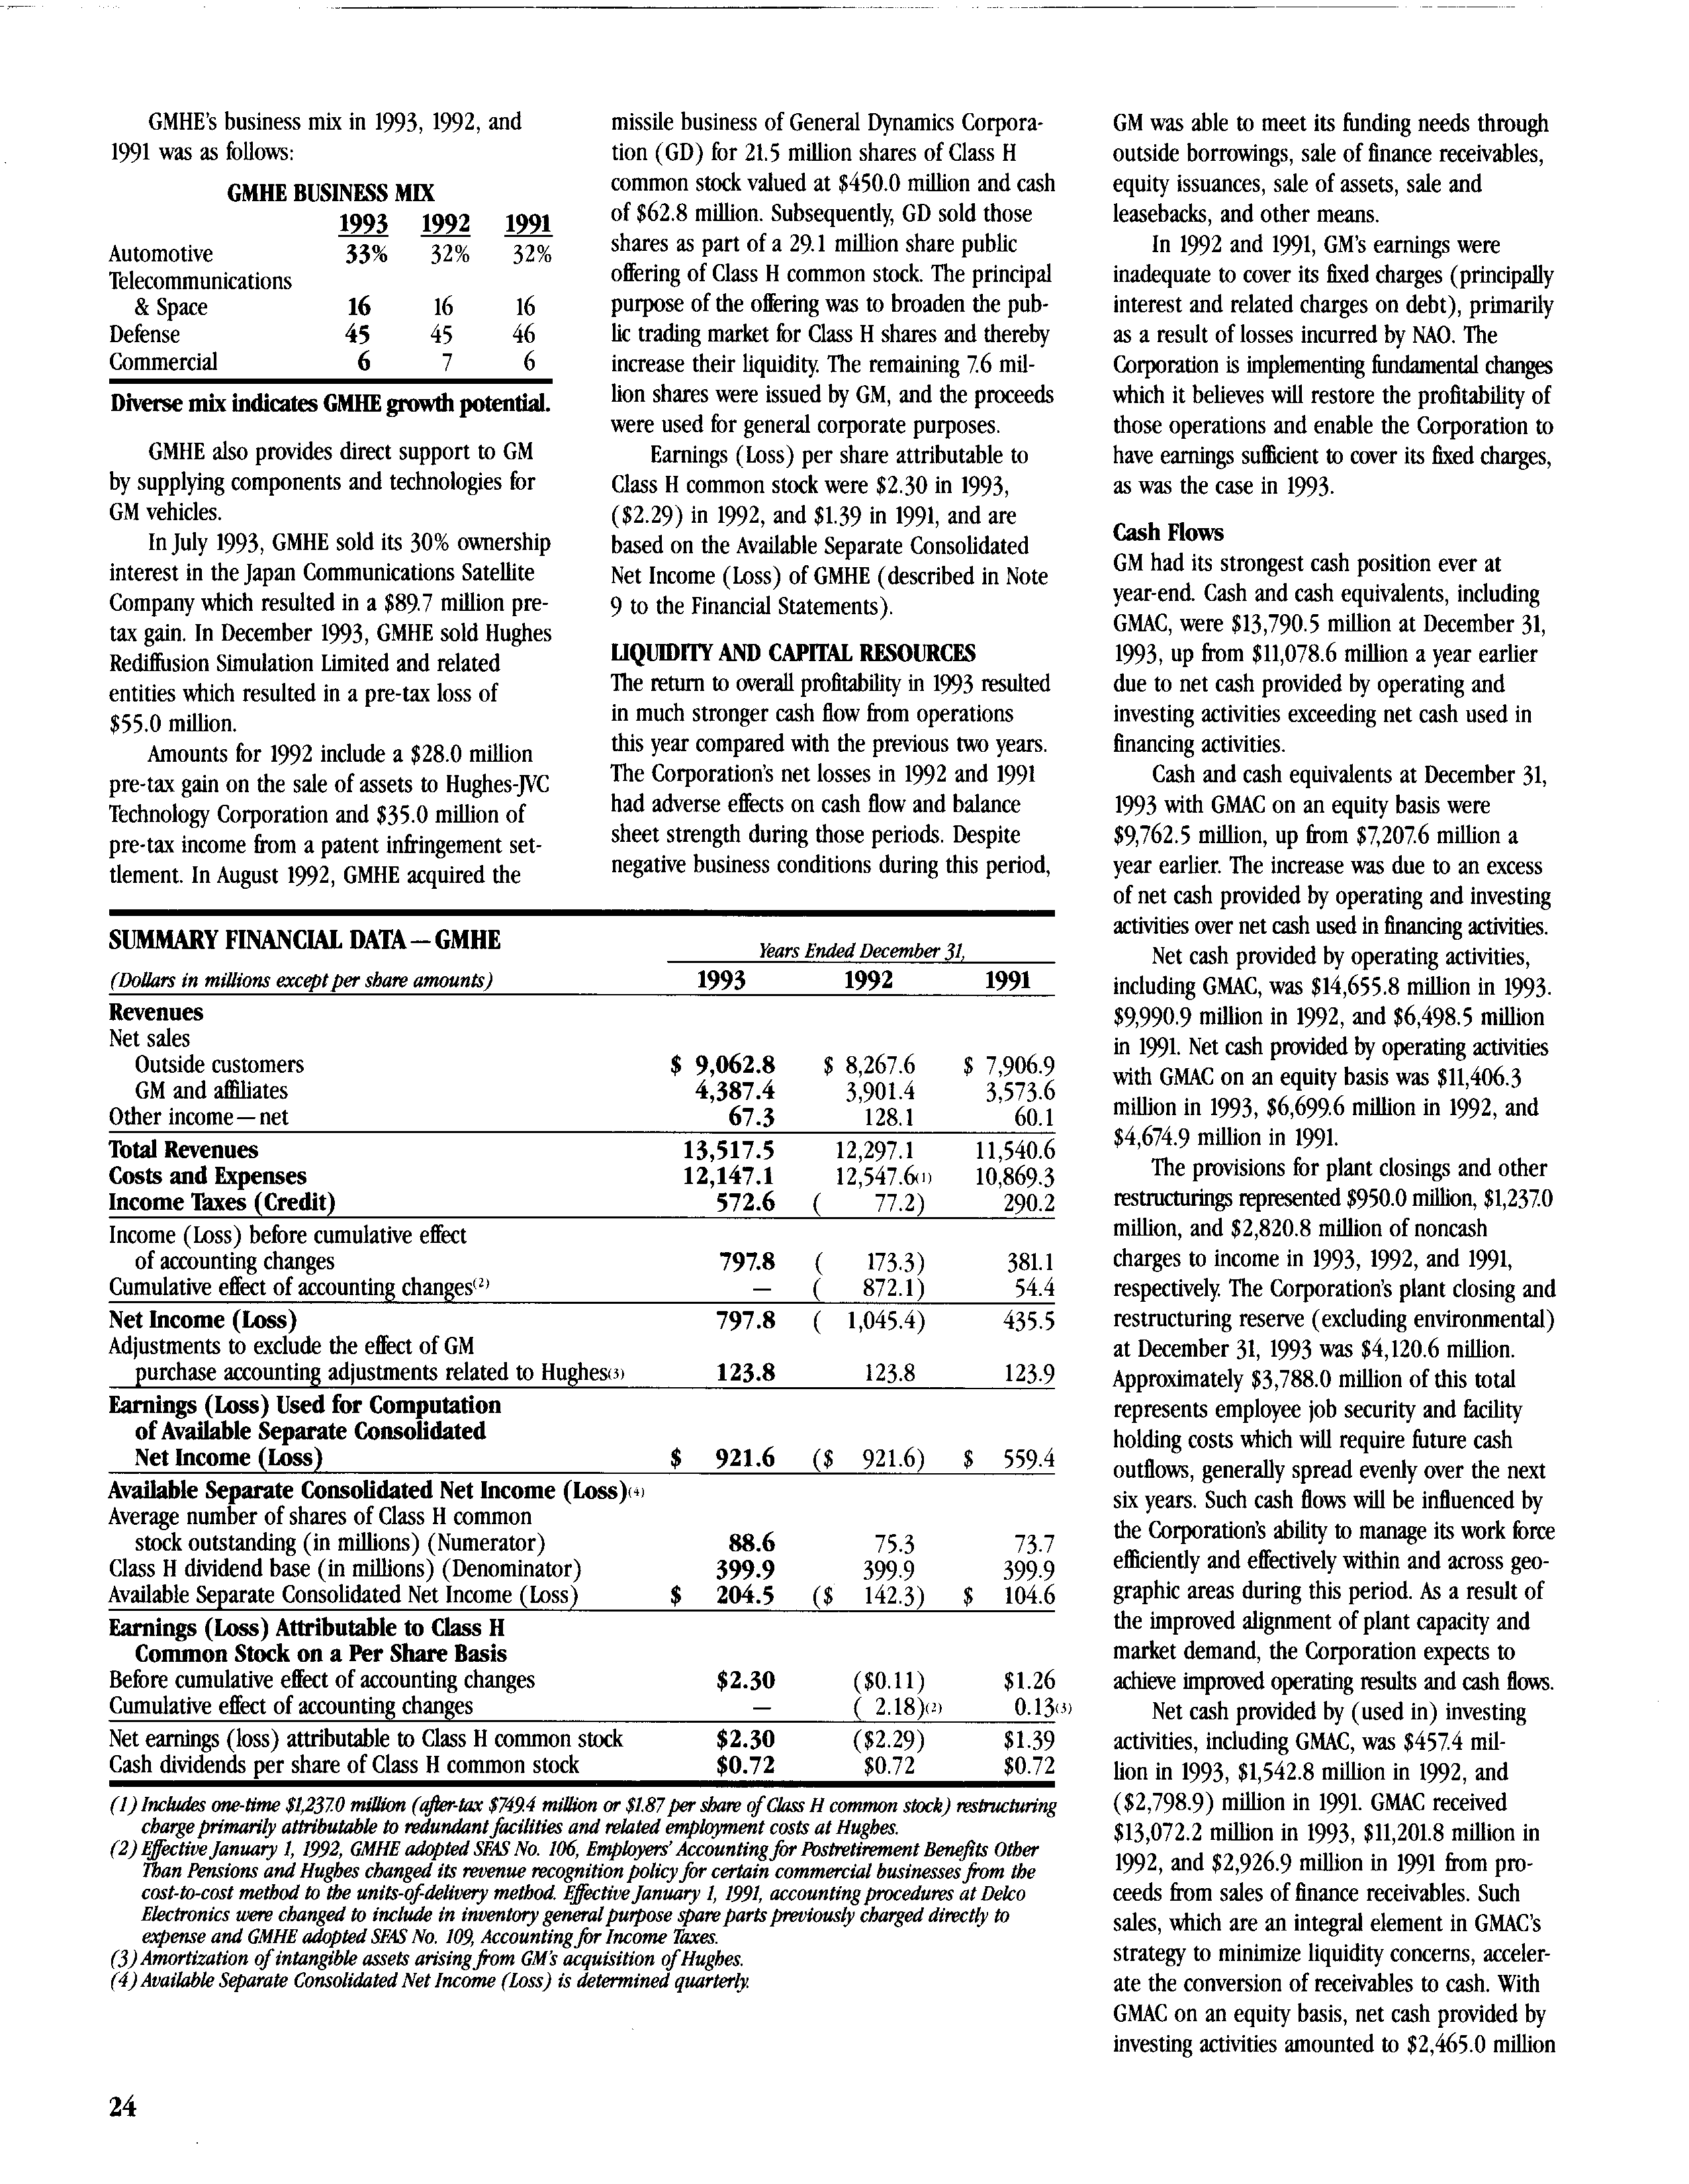 GMHE's business mix in 1993, 1992, and
1991 was as follows:
GMHE BUSINESS MIX
1993 1992 1991
Automotive 33% 32% 32%
Telecommunications
& Space 16 16 16
Defense 45 45 46
Commercial 6 7 6
Diverse mix indicates GMHE growth potential.
GMHE also provides direct support to GM
by supplying components and technologies for
GM vehicles.
In July 1993, GMHE sold its 30% ownership
interest in the Japan Communications Satellite
Company which resulted in a $89.7 million pre-
tax gain. In December 1993, GMHE sold Hughes
Rediffusion Simulation Limited and related
entities which resulted in a pre-tax loss of
$55.0 million.
Amounts for 1992 include a $28.0 million
pre-tax gain on the sale of assets to Hughes-JVC
Technology Corporation and $35.0 million of
pre-tax income from a patent infringement set-
tlement. In August 1992, GMHE acquired the
missile business of General Dynamics Corpora-
tion (GD) for 21.5 million shares of Class H
common stock valued at $450.0 million and cash
of $62.8 million. Subsequently, GD sold those
shares as part of a 29.1 million share public
offering of Class H common stock. The principal
purpose of the offering was to broaden the pub-
lic trading market for Class H shares and thereby
increase their liquidity. The remaining 7.6 mil-
lion shares were issued by GM, and the proceeds
were used for general corporate purposes.
Earnings (Loss) per share attributable to
Class H common stock were $2.30 in 1993,
($2.29) in 1992, and $1.39 in 1991, and are
based on the Available Separate Consolidated
Net Income (Loss) of GMHE (described in Note
9 to the Financial Statements).
LIQUIDITY AND CAPITAL RESOURCES
The return to overall profitability in 1993 resulted
in much stronger cash flow from operations
this year compared with the previous two years.
The Corporation's net losses in 1992 and 1991
had adverse effects on cash flow and balance
sheet strength during those periods. Despite
negative business conditions during this period,
GM was able to meet its funding needs through
outside borrowings, sale of finance receivables,
equity issuances, sale of assets, sale and
leasebacks, and other means.
In 1992 and 1991, GM's earnings were
inadequate to cover its fixed charges (principally
interest and related charges on debt), primarily
as a result of losses incurred by NAO. The
Corporation is implementing fundamental changes
which it believes will restore the profitability of
those operations and enable the Corporation to
have earnings sufficient to cover its fixed charges,
as was the case in 1993.
Cash Flows
GM had its strongest cash position ever at
year-end. Cash and cash equivalents, including
GMAC, were $13,790.5 million at December 31,
1993, up from $11,078.6 million a year earlier
due to net cash provided by operating and
investing activities exceeding net cash used in
financing activities.
Cash and cash equivalents at December 31,
1993 with GMAC on an equity basis were
$9,762.5 million, up from $7,207.6 million a
year earlier. The increase was due to an excess
of net cash provided by operating and investing
activities over net cash used in financing activities.
Net cash provided by operating activities,
including GMAC, was $14,655.8 million in 1993.
$9,990.9 million in 1992, and $6,498.5 million
in 1991. Net cash provided by operating activities
with GMAC on an equity basis was $11,406.3
million in 1993, $6,699.6 million in 1992, and
$4,674.9 million in 1991.
The provisions for plant closings and other
restructurings represented $950.0 million, $1,237.0
million, and $2,820.8 million of noncash
charges to income in 1993, 1992, and 1991,
respectively. The Corporation's plant closing and
restructuring reserve (excluding environmental)
at December 31, 1993 was $4,120.6 million.
Approximately $3,788.0 million of this total
represents employee job security and facility
holding costs which will require future cash
outflows, generally spread evenly over the next
six years. Such cash flows will be influenced by
the Corporation's ability to manage its work force
efficiently and effectively within and across geo-
graphic areas during this period. As a result of
the improved alignment of plant capacity and
market demand, the Corporation expects to
achieve improved operating results and cash flows.
Net cash provided by (used in) investing
activities, including GMAC, was $457.4 mil-
lion in 1993, $1,542.8 million in 1992, and
($2,798.9) million in 1991. GMAC received
$13,072.2 million in 1993, $11,201.8 million in
1992, and $2,926.9 million in 1991 from pro-
ceeds from sales of finance receivables. Such
sales, which are an integral element in GMAC's
strategy to minimize liquidity concerns, acceler-
ate the conversion of receivables to cash. With
GMAC on an equity basis, net cash provided by
investing activities amounted to $2,465.0 million
SUMMARY FINANCIAL DATA — GMHE
Years Ended December 31,
(Dollars in millions except per share amounts) 1993 1992 1991
Revenues
Net sales
Outside customers $ 9,062.8 $ 8,267.6 $ 7,906.9
GM and affiliates 4,387.4 3,901.4 3,573.6
Other income — net 67.3 128.1 60.1
Total Revenues 13,517.5 12,297.1 11,540.6
Costs and Expenses 12,147.1 12,547.6(1) 10,869.3
Income Taxes (Credit) 572.6 ( 77.2) 290.2
Income (Loss) before cumulative effect
of accounting changes 797.8 ( 173.3) 381.1
Cumulative effect of accounting changes(2) — ( 872.1) 54.4
Net Income (Loss) 797.8 ( 1,045.4) 435.5
Adjustments to exclude the effect of GM
purchase accounting adjustments related to Hughes(3) 123.8 123.8 123.9
Earnings (Loss) Used for Computation
of Available Separate Consolidated
Net Income (Loss) $ 921.6 ($ 921.6) $ 559.4
Available Separate Consolidated Net Income (Loss)(4)
Average number of shares of Class H common
stock outstanding (in millions) (Numerator) 88.6 75.3 73.7
Class H dividend base (in millions) (Denominator) 399.9 399.9 399.9
Available Separate Consolidated Net Income (Loss) $ 204.5 ($ 142.3) $ 104.6
Earnings (Loss) Attributable to Class H
Common Stock on a Per Share Basis
Before cumulative effect of accounting changes $2.30 ($0.11) $1.26
Cumulative effect of accounting changes — ( 2.18)(2) 0.13(3)
Net earnings (loss) attributable to Class H common stock $2.30 ($2.29) $1.39
Cash dividends per share of Class H common stock $0.72 $0.72 $0.72
(1) Includes one-time $1,237.0 million (after-tax $749.4 million or $1.87 per share of Class H common stock) restructuring
charge primarily attributable to redundant facilities and related employment costs at Hughes.
(2) Effective January 1, 1992, GMHE adopted SFAS No. 106, Employers' Accounting for Postretirement Benefits Other
Than Pensions and Hughes changed its revenue recognition policy for certain commercial businesses from the
cost-to-cost method to the units-of-delivery method. Effective January 1, 1991, accounting procedures at Delco
Electronics were changed to include in inventory general purpose spare parts previously charged directly to
expense and GMHE adopted SFAS No. 109, Accounting for Income Taxes.
(3) Amortization of intangible assets arising from GM's acquisition of Hughes.
(4) Available Separate Consolidated Net Income (Loss) is determined quarterly.
24